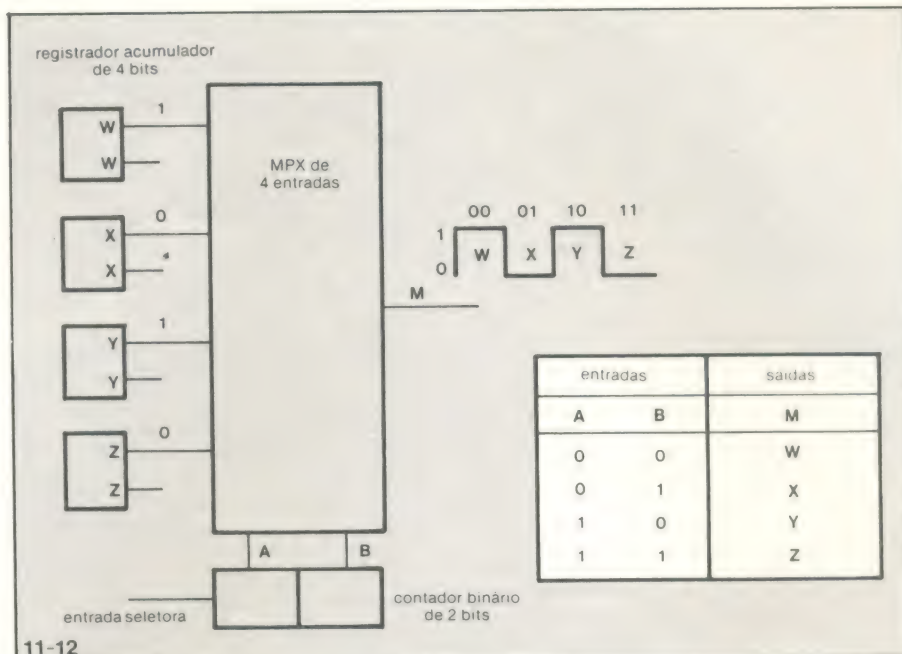 registrador acumulador
de 4 bits
W
1
W
X
0
X
Y
1
Y
Z
0
Z
MPX de
4 entradas
00 01 10 11
1
0
W X Y Z
M
A B
entrada seletora
contador binário
de 2 bits
entradas saídas
A B M
0 0 W
0 1 X
1 0 Y
1 1 Z
11-12